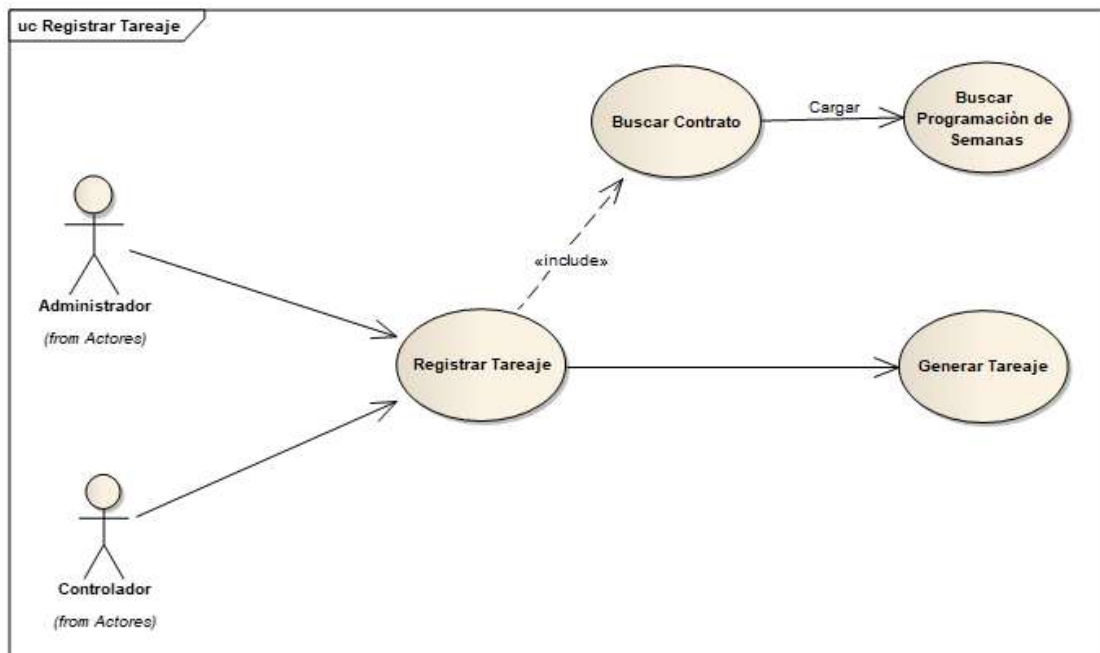 uc Registrar Tareaje
Buscar Contrato
Cargar
Buscar
Programaciòn de
Semanas
«include»
Administrador
(from Actores)
Registrar Tareaje
Generar Tareaje
Controlador
(from Actores)